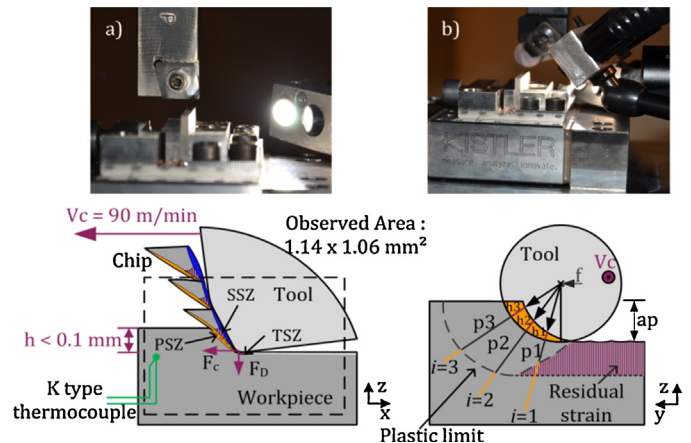 a)
b)
KISTLER
measure. analyze. innovate.
Vc = 90 m/min
Observed Area :
1.14 x 1.06 mm²
Chip
Tool
SSZ
TSZ
PSZ
h < 0.1 mm
Fc
FD
K type
thermocouple
Workpiece
z
x
Tool
Vc
f
h3
h2
h1
ap
p3
p2
p1
i=3
i=2
i=1
Residual
strain
Plastic limit
z
y